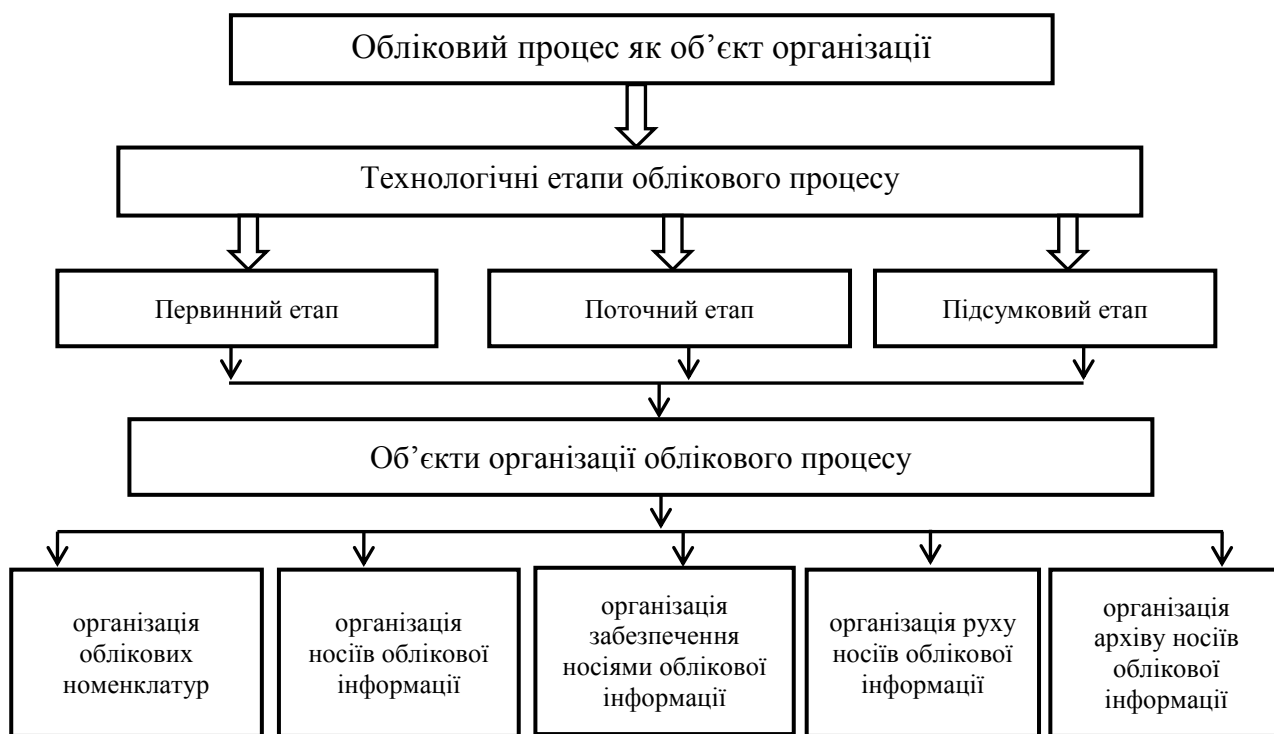 Обліковий процес як об’єкт організації
Технологічні етапи облікового процесу
Первинний етап
Поточний етап
Підсумковий етап
Об’єкти організації облікового процесу
організація
облікових
номенклатур
організація
носіїв облікової
інформації
організація
забезпечення
носіями облікової
інформації
організація руху
носіїв облікової
інформації
організація
архіву носіїв
облікової
інформації